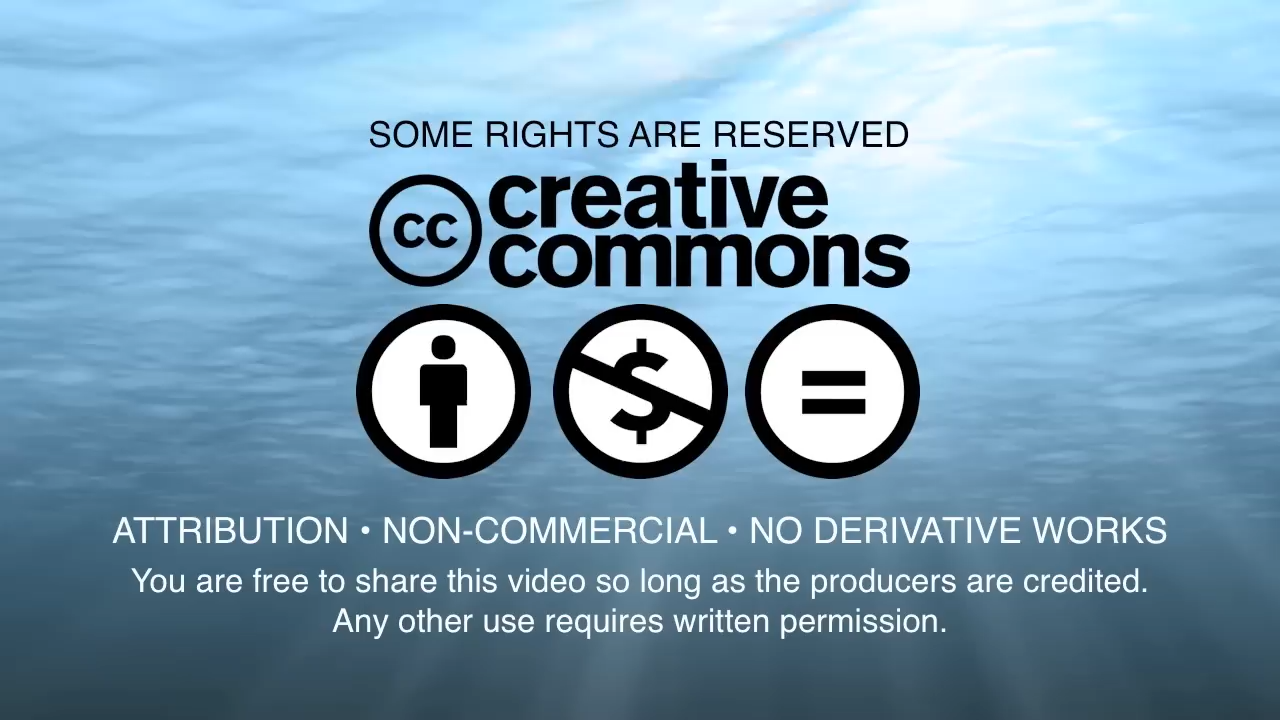 SOME RIGHTS ARE RESERVED
cc creative
commons
$ =
ATTRIBUTION • NON-COMMERCIAL • NO DERIVATIVE WORKS
You are free to share this video so long as the producers are credited.
Any other use requires written permission.